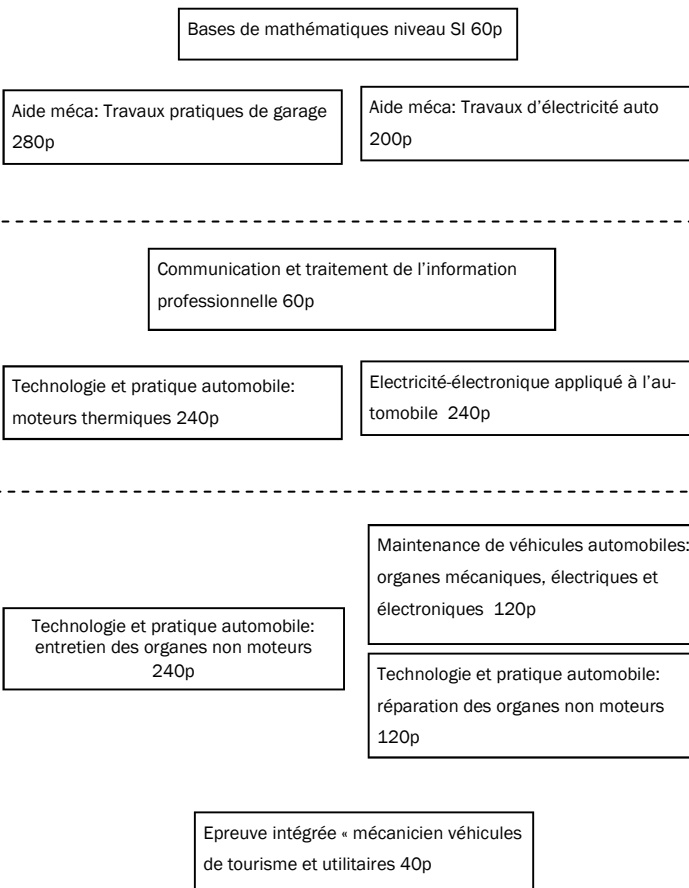 Bases de mathématiques niveau SI 60p
Aide méca: Travaux pratiques de garage
280p
Aide méca: Travaux d'électricité auto
200p
Communication et traitement de l'information
professionnelle 60p
Technologie et pratique automobile:
moteurs thermiques 240p
Electricité-électronique appliqué à l'au-
tomobile 240p
Technologie et pratique automobile:
entretien des organes non moteurs
240p
Maintenance de véhicules automobiles:
organes mécaniques, électriques et
électroniques 120p
Technologie et pratique automobile:
réparation des organes non moteurs
120p
Epreuve intégrée « mécanicien véhicules
de tourisme et utilitaires 40p